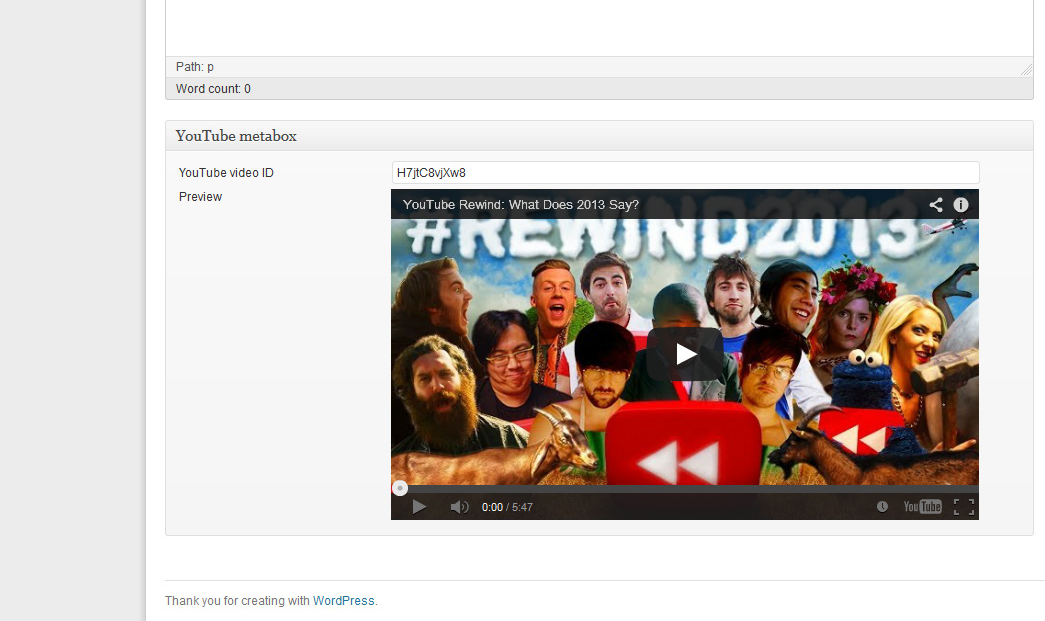 Path: p
Word count: 0
YouTube metabox
YouTube video ID H7jtC8vjXw8
Preview
YouTube Rewind: What Does 2013 Say?
#REWIND2013
0:00 / 5:47
YouTube
Thank you for creating with WordPress.